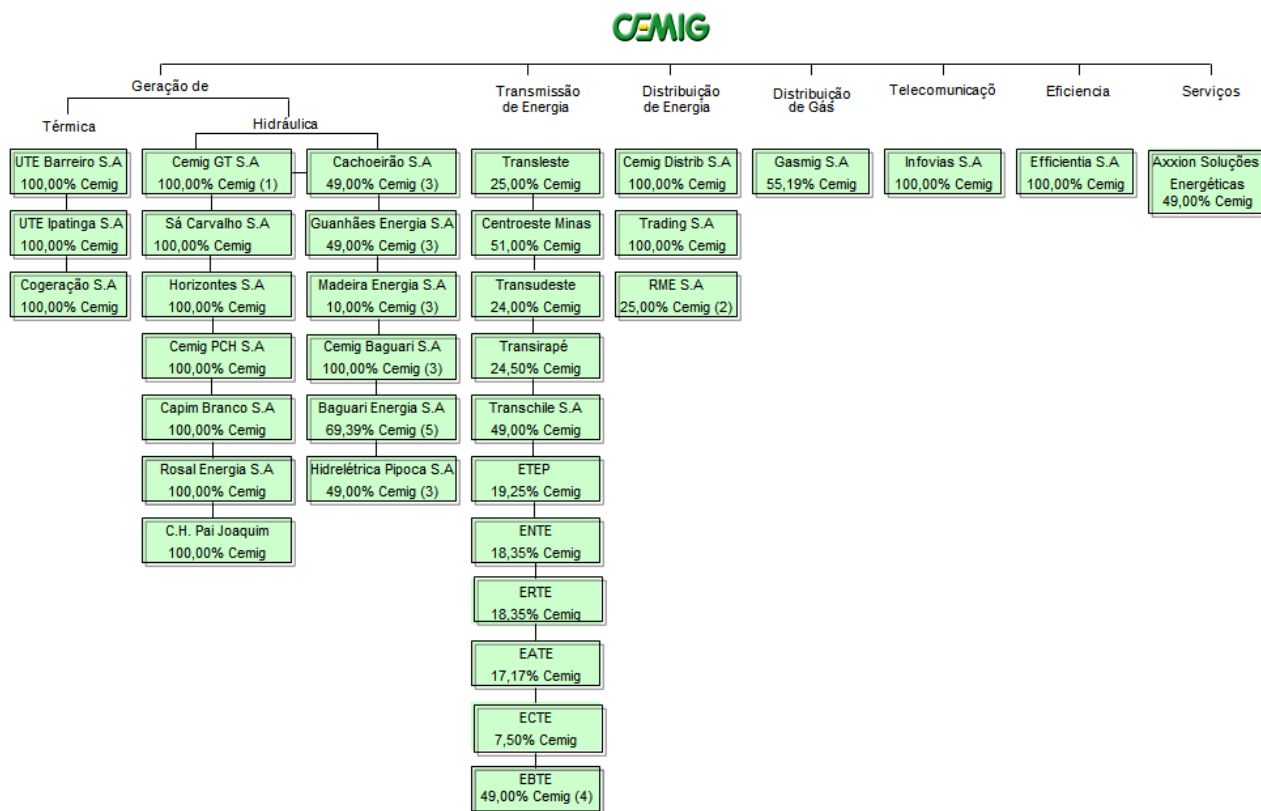 CEMIG
Geração de
Térmica
Hidráulica
Transmissão
de Energia
Distribuição
de Energia
Distribuição
de Gás
Telecomunicaçõ
Eficiencia
Serviços
UTE Barreiro S.A
100,00% Cemig
UTE Ipatinga S.A
100,00% Cemig
Cogeração S.A
100,00% Cemig
Cemig GT S.A
100,00% Cemig (1)
Sá Carvalho S.A
100,00% Cemig
Horizontes S.A
100,00% Cemig
Cemig PCH S.A
100,00% Cemig
Capim Branco S.A
100,00% Cemig
Rosal Energia S.A
100,00% Cemig
C.H. Pai Joaquim
100,00% Cemig
Cachoeirão S.A
49,00% Cemig (3)
Guanhães Energia S.A
49,00% Cemig (3)
Madeira Energia S.A
10,00% Cemig (3)
Cemig Baguari S.A
100,00% Cemig (3)
Baguari Energia S.A
69,39% Cemig (5)
Hidrelétrica Pipoca S.A
49,00% Cemig (3)
Transleste
25,00% Cemig
Centroeste Minas
51,00% Cemig
Transudeste
24,00% Cemig
Transirapé
24,50% Cemig
Transchile S.A
49,00% Cemig
ETEP
19,25% Cemig
ENTE
18,35% Cemig
ERTE
18,35% Cemig
EATE
17,17% Cemig
ECTE
7,50% Cemig
EBTE
49,00% Cemig (4)
Cemig Distrib S.A
100,00% Cemig
Trading S.A
100,00% Cemig
RME S.A
25,00% Cemig (2)
Gasmig S.A
55,19% Cemig
Infovias S.A
100,00% Cemig
Efficientia S.A
100,00% Cemig
Axxion Soluções
Energéticas
49,00% Cemig